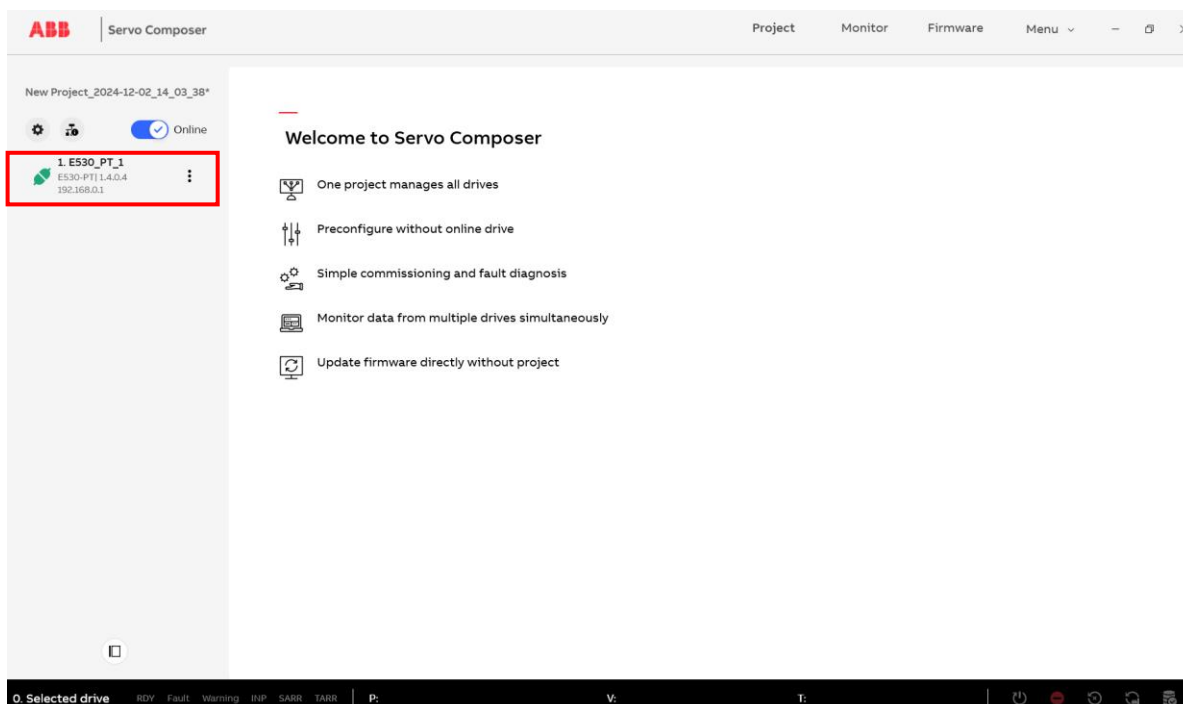 ABB Servo Composer Project Monitor Firmware Menu
New Project_2024-12-02_14_03_38*
Online
1. E530_PT_1
E530-PT| 1.4.0.4
192.168.0.1
Welcome to Servo Composer
One project manages all drives
Preconfigure without online drive
Simple commissioning and fault diagnosis
Monitor data from multiple drives simultaneously
Update firmware directly without project
0. Selected drive RDY Fault Warning INP SARR TARR P: V: T: